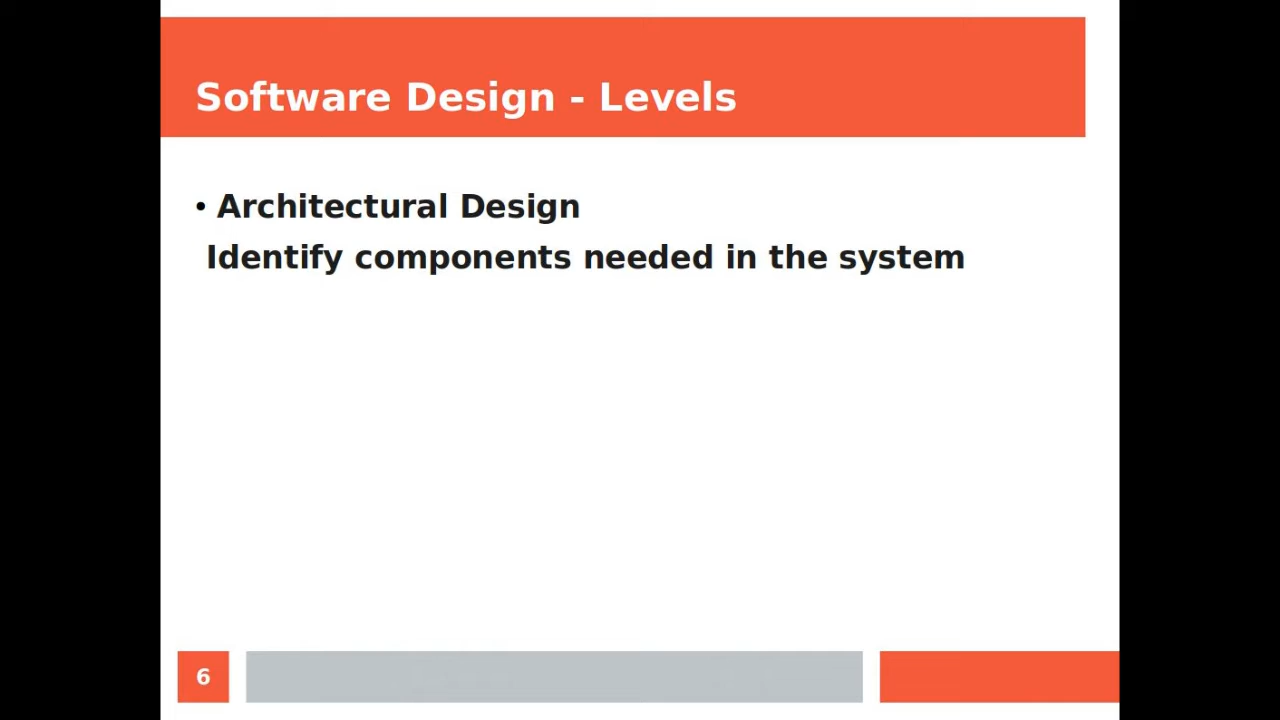 Software Design - Levels
• Architectural Design
Identify components needed in the system
6